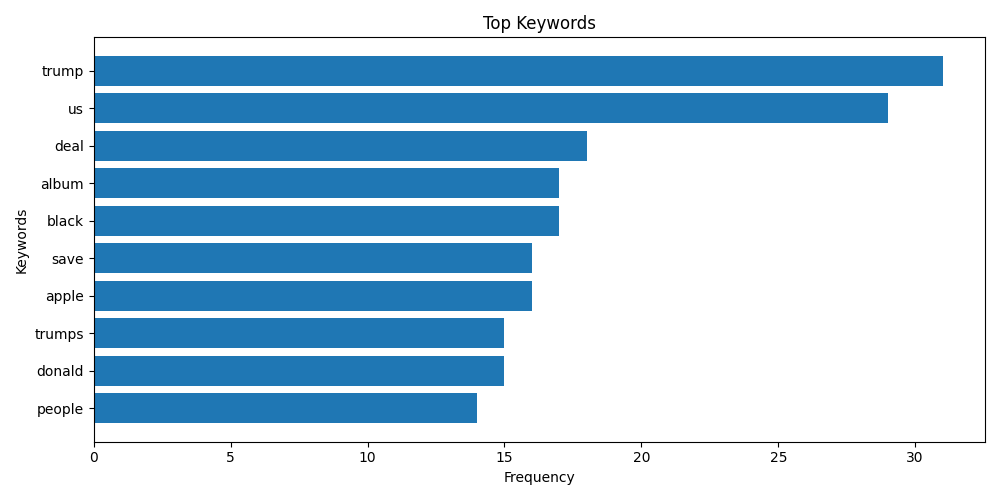 Top Keywords
trump
us
deal
album
black
save
apple
trumps
donald
people
Keywords
0 5 10 15 20 25 30
Frequency